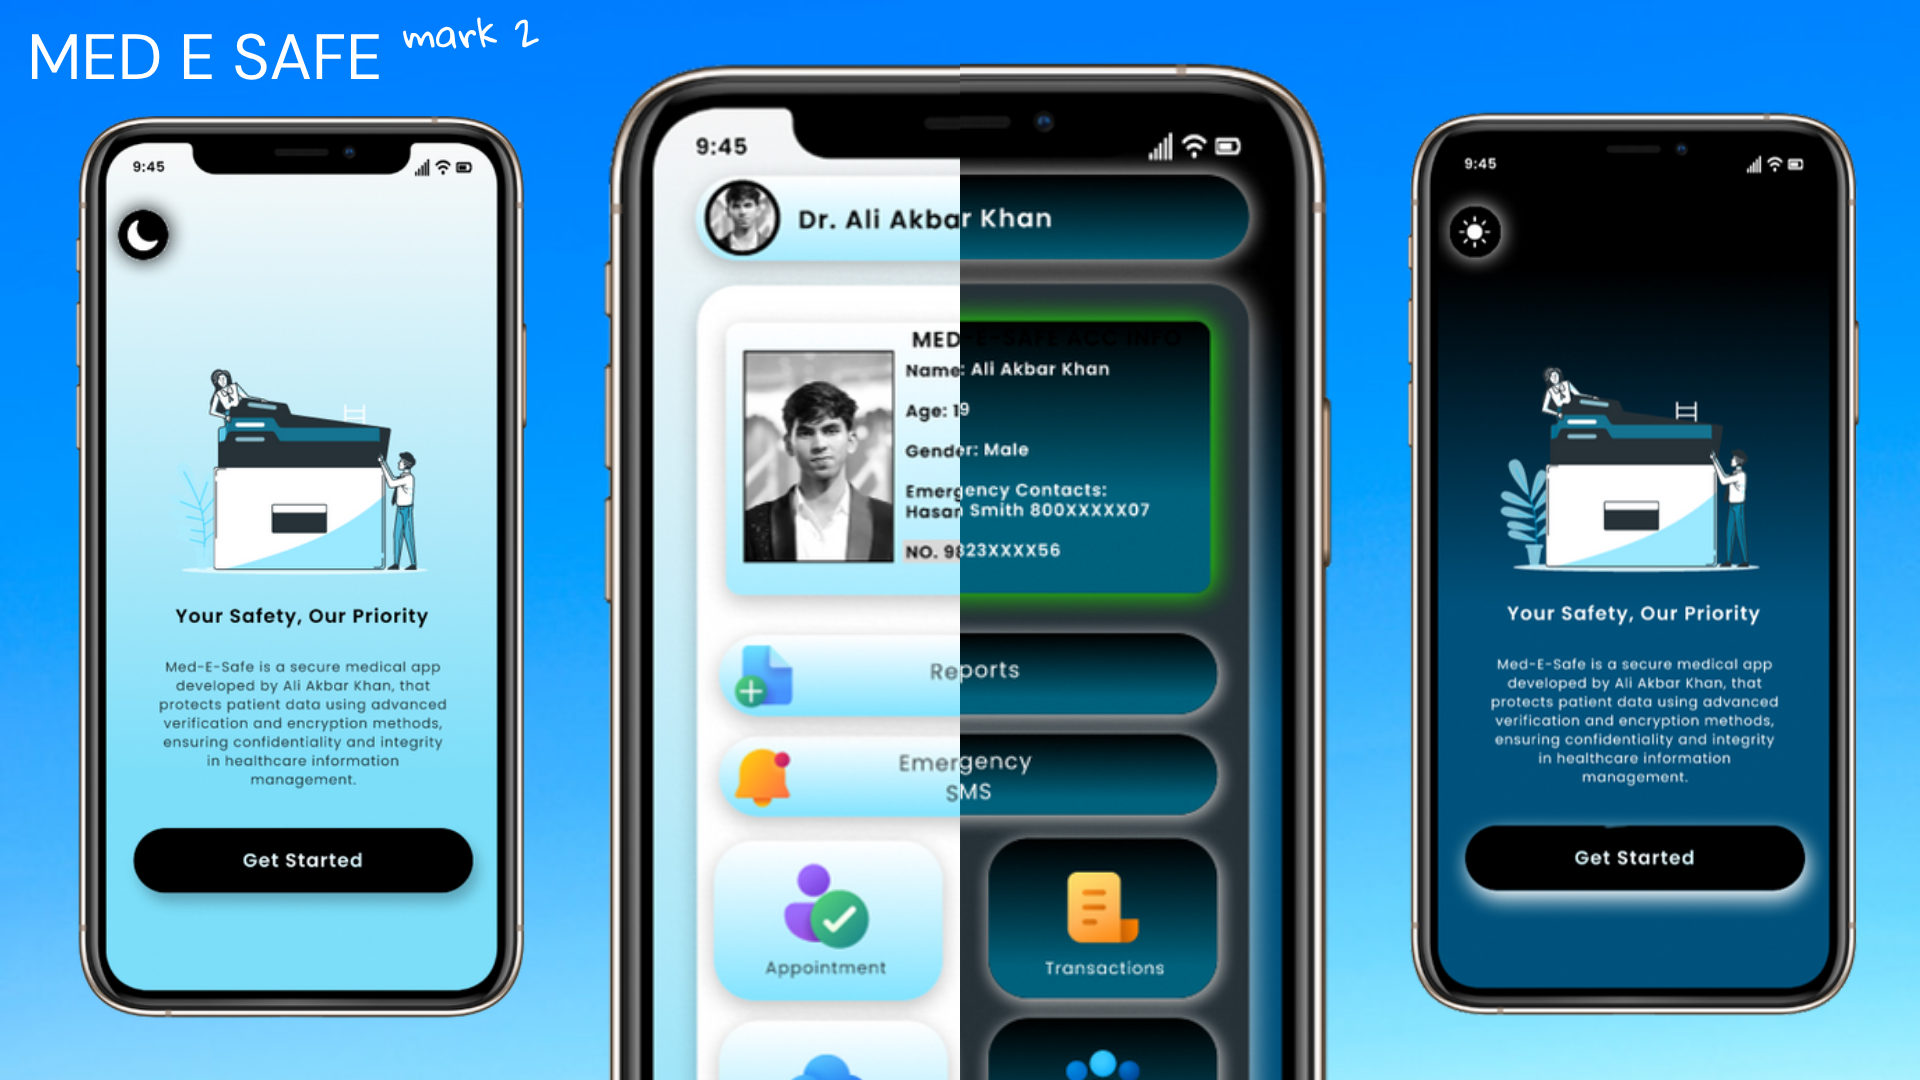 MED E SAFE mark 2
9:45
Your Safety, Our Priority
Med-E-Safe is a secure medical app
developed by Ali Akbar Khan, that
protects patient data using advanced
verification and encryption methods,
ensuring confidentiality and integrity
in healthcare information
management.
Get Started
9:45
Dr. Ali Akbar Khan
MED-E-SAFE ACC INFO
Name: Ali Akbar Khan
Age: 19
Gender: Male
Emergency Contacts:
Hasan Smith 800XXXXX07
NO. 9823XXXX56
Reports
Emergency
SMS
Appointment
Transactions
9:45
Your Safety, Our Priority
Med-E-Safe is a secure medical app
developed by Ali Akbar Khan, that
protects patient data using advanced
verification and encryption methods,
ensuring confidentiality and integrity
in healthcare information
management.
Get Started